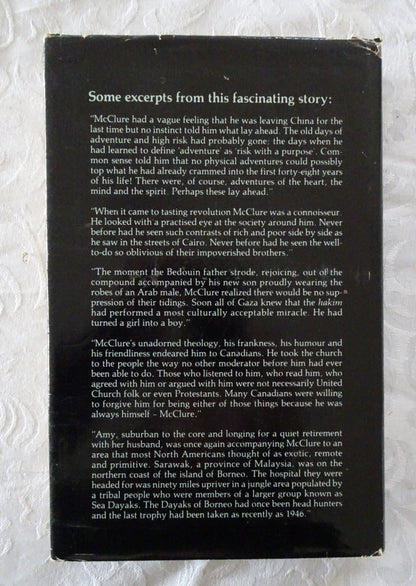 Some excerpts from this fascinating story:
"McClure had a vague feeling that he was leaving China for the
last time but no instinct told him what lay ahead. The old days of
adventure and high risk had probably gone; the days when he
had learned to define 'adventure' as 'risk with a purpose'. Com-
mon sense told him that no physical adventures could possibly
top what he had already crammed into the first forty-eight years
of his life! There were, of course, adventures of the heart, the
mind and the spirit. Perhaps these lay ahead."
"When it came to tasting revolution McClure was a connoisseur.
He looked with a practised eye at the society around him. Never
before had he seen such contrasts of rich and poor side by side as
he saw in the streets of Cairo. Never before had he seen the well-
to-do so oblivious of their impoverished brothers."
"The moment the Bedouin father strode, rejoicing, out of the
compound accompanied by his new son proudly wearing the
robes of an Arab male, McClure realized there would be no sup-
pression of their tidings. Soon all of Gaza knew that the hakim
had performed a most culturally acceptable miracle. He had
turned a girl into a boy."
"McClure's unadorned theology, his frankness, his humour and
his friendliness endeared him to Canadians. He took the church
to the people the way no other moderator before him had ever
been able to do. Those who listened to him, who read him, who
agreed with him or argued with him were not necessarily United
Church folk or even Protestants. Many Canadians were willing
to forgive him for being either of those things because he was
always himself – McClure."
"Amy, suburban to the core and longing for a quiet retirement
with her husband, was once again accompanying McClure to an
area that most North Americans thought of as exotic, remote
and primitive. Sarawak, a province of Malaysia, was on the
northern coast of the island of Borneo. The hospital they were
headed for was ninety miles upriver in a jungle area populated by
a tribal people who were members of a larger group known as
Sea Dayaks. The Dayaks of Borneo had once been head hunters
and the last trophy had been taken as recently as 1946."